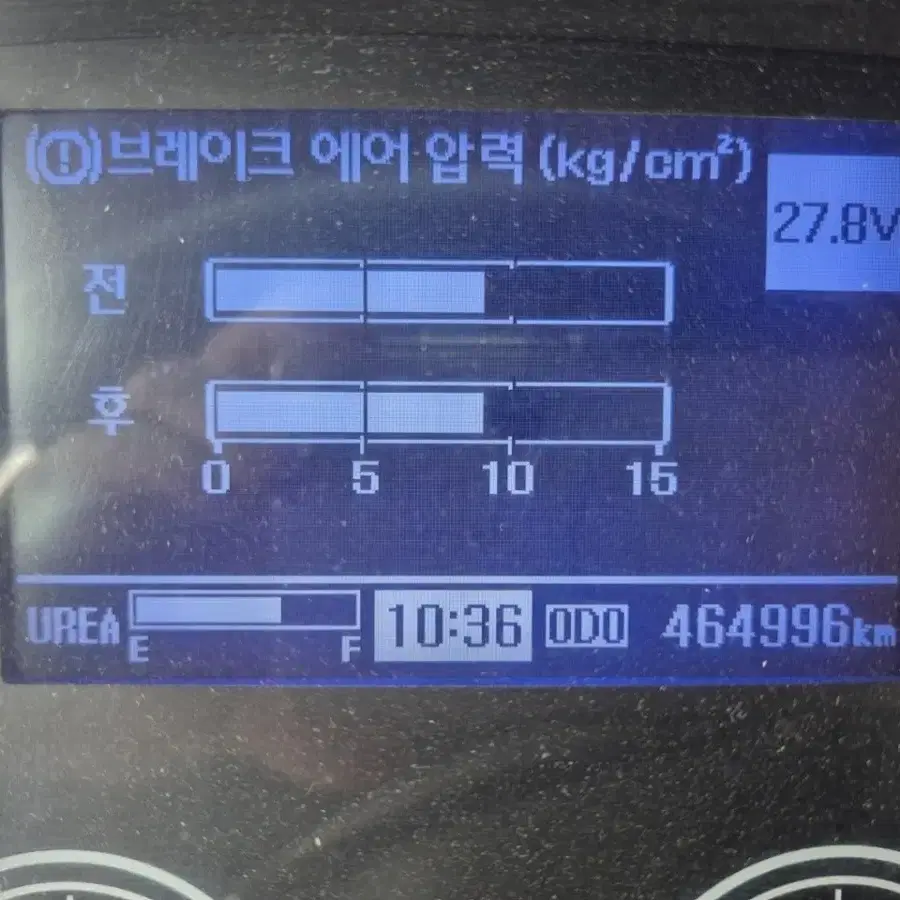 (!)브레이크 에어 압력 (kg/cm²)
27.8V
전
후
0 5 10 15
UREA E F 10:36 ODO 464996km